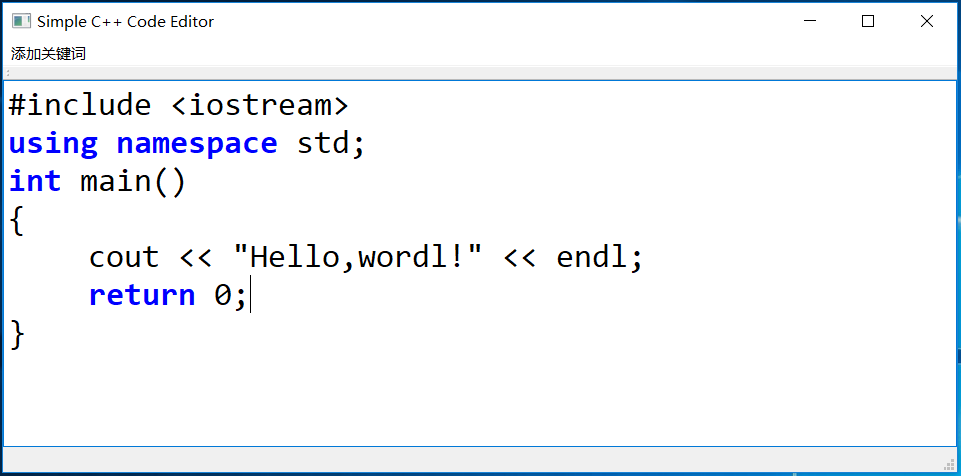 Simple C++ Code Editor
添加关键词
#include <iostream>
using namespace std;
int main()
{
cout << "Hello,wordl!" << endl;
return 0;
}